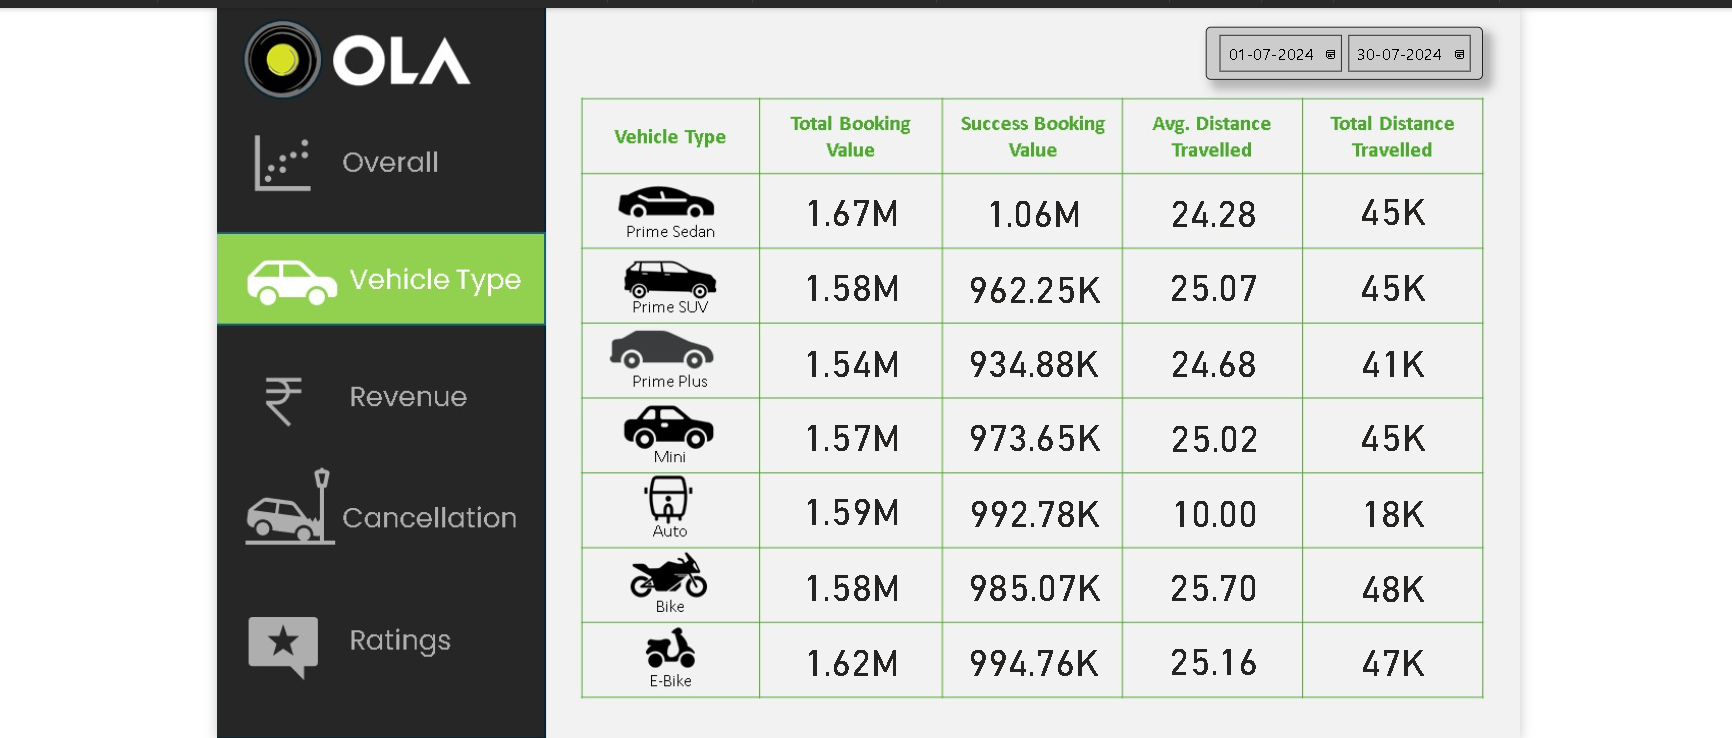 OLA
Overall
Vehicle Type
Revenue
Cancellation
Ratings
01-07-2024 30-07-2024
Vehicle Type
Total Booking
Value
Success Booking
Value
Avg. Distance
Travelled
Total Distance
Travelled
Prime Sedan 1.67M 1.06M 24.28 45K
Prime SUV 1.58M 962.25K 25.07 45K
Prime Plus 1.54M 934.88K 24.68 41K
Mini 1.57M 973.65K 25.02 45K
Auto 1.59M 992.78K 10.00 18K
Bike 1.58M 985.07K 25.70 48K
E-Bike 1.62M 994.76K 25.16 47K